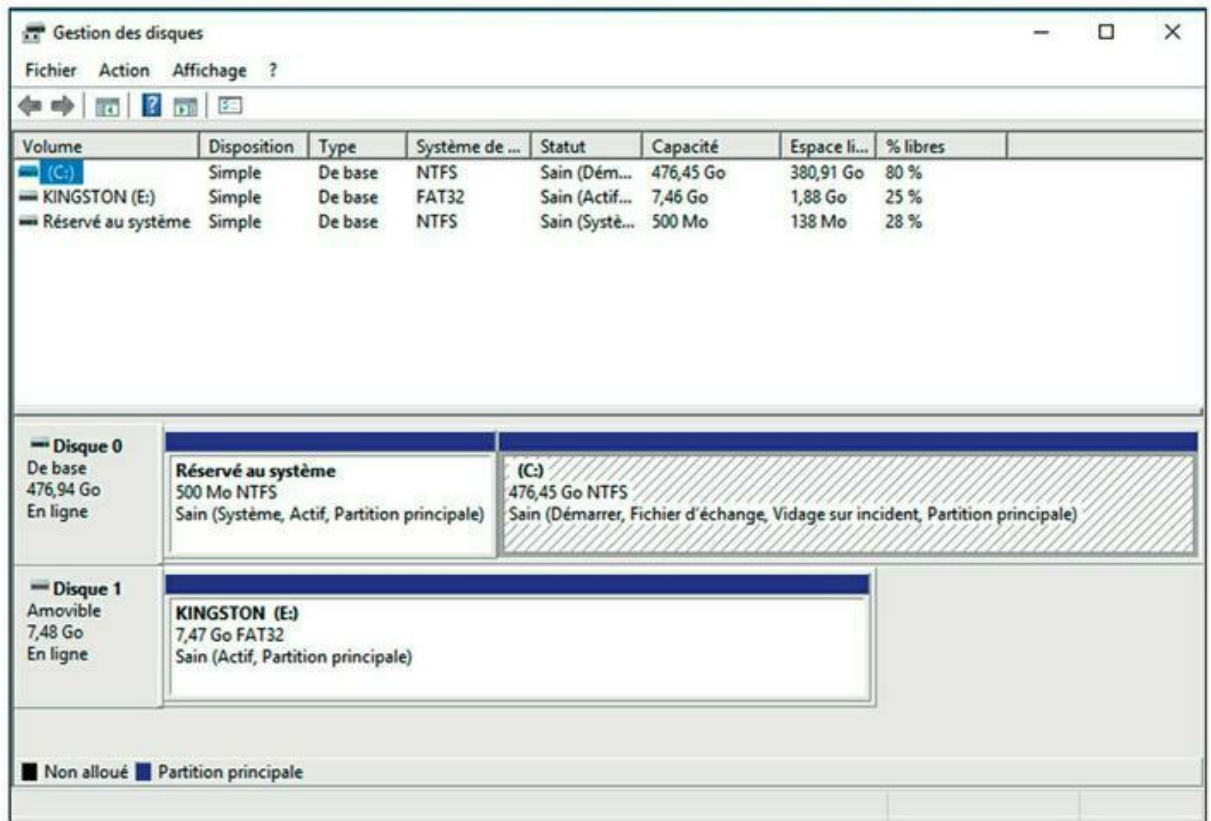 Gestion des disques
Fichier Action Affichage ?
Volume Disposition Type Système de ... Statut Capacité Espace li... % libres
(C:) Simple De base NTFS Sain (Dém... 476,45 Go 380,91 Go 80 %
KINGSTON (E:) Simple De base FAT32 Sain (Actif... 7,46 Go 1,88 Go 25 %
Réservé au système Simple De base NTFS Sain (Systè... 500 Mo 138 Mo 28 %
Disque 0
De base
476,94 Go
En ligne
Réservé au système
500 Mo NTFS
Sain (Système, Actif, Partition principale)
(C:)
476,45 Go NTFS
Sain (Démarrer, Fichier d'échange, Vidage sur incident, Partition principale)
Disque 1
Amovible
7,48 Go
En ligne
KINGSTON (E:)
7,47 Go FAT32
Sain (Actif, Partition principale)
Non alloué Partition principale